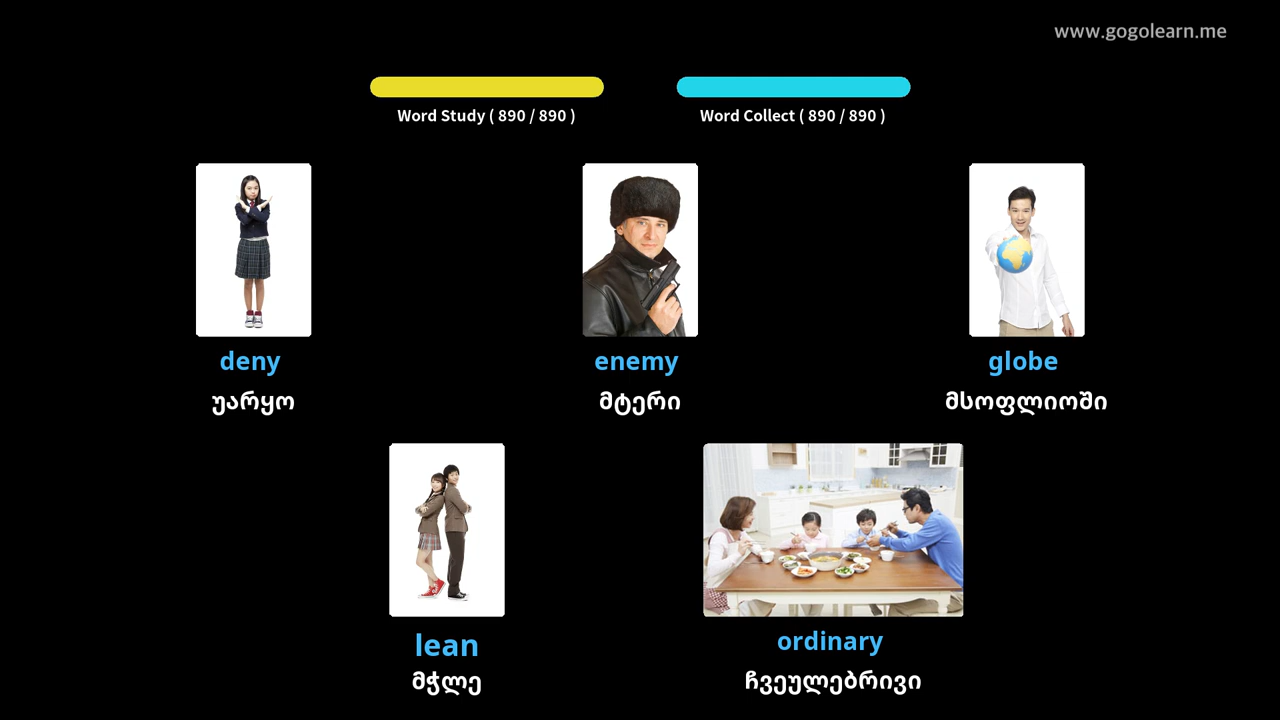 www.gogolearn.me
Word Study ( 890 / 890 )
Word Collect ( 890 / 890 )
deny
უარყო
enemy
მტერი
globe
მსოფლიოში
lean
მჭლე
ordinary
ჩვეულებრივი